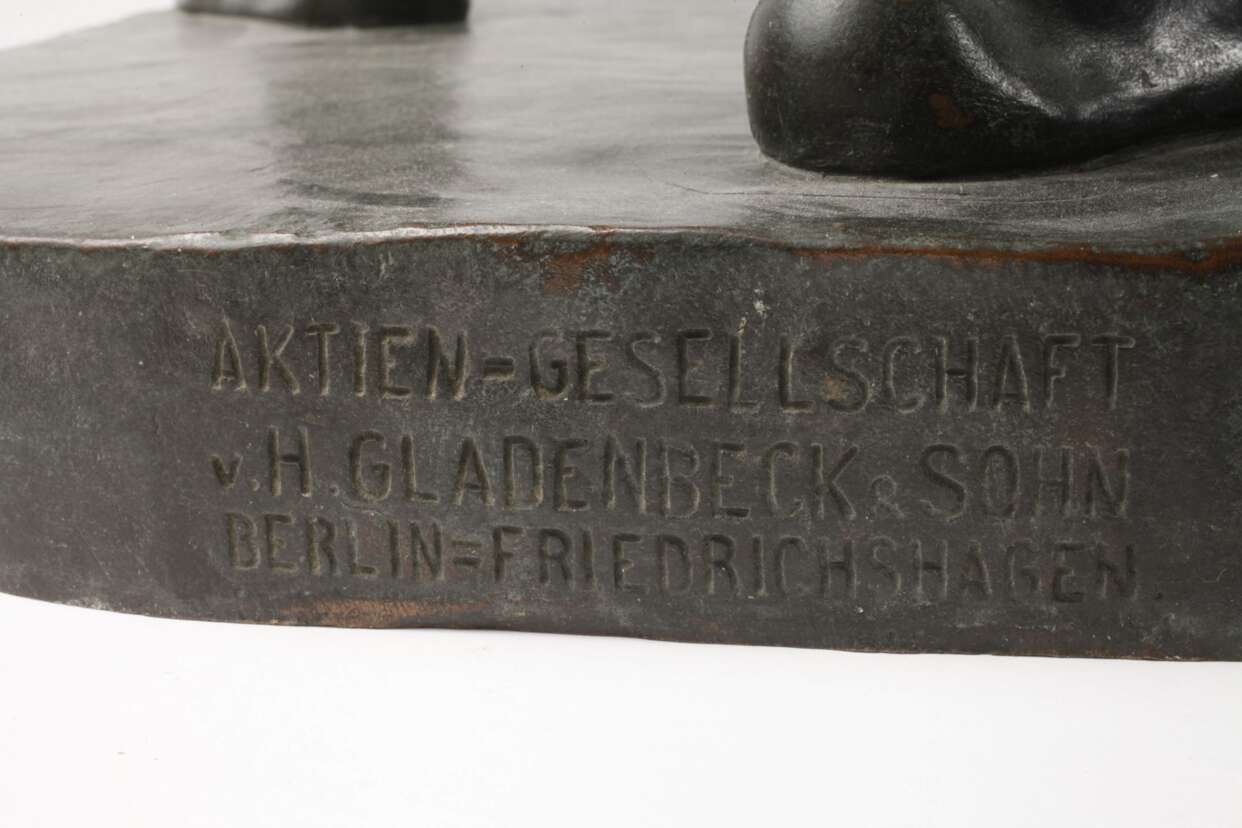 AKTIEN=GESELLSCHAFT
v. H. GLADENBECK & SOHN
BERLIN=FRIEDRICHSHAGEN.